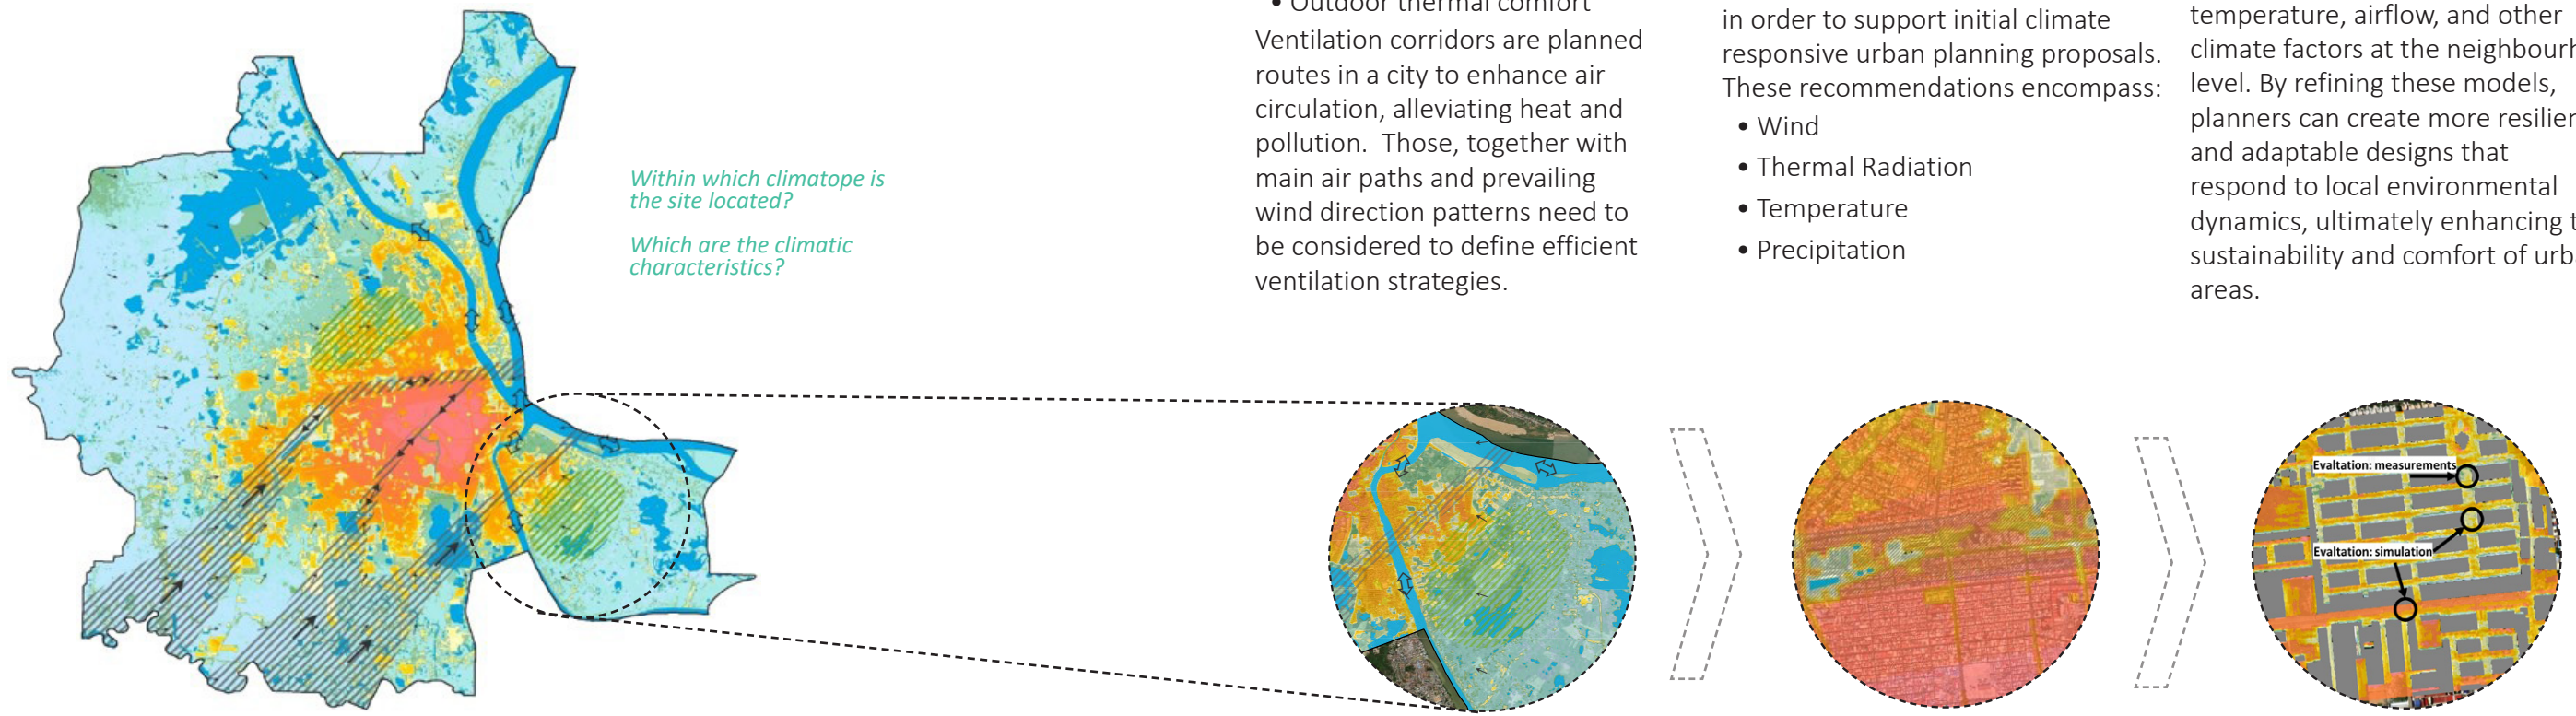 Within which climatope is
the site located?
Which are the climatic
characteristics?
• Outdoor thermal comfort
Ventilation corridors are planned
routes in a city to enhance air
circulation, alleviating heat and
pollution. Those, together with
main air paths and prevailing
wind direction patterns need to
be considered to define efficient
ventilation strategies.
in order to support initial climate
responsive urban planning proposals.
These recommendations encompass:
• Wind
• Thermal Radiation
• Temperature
• Precipitation
temperature, airflow, and other
climate factors at the
level. By refining these models,
planners can create more
and adaptable designs that
respond to local environmental
dynamics, ultimately enhancing
sustainability and comfort of
areas.
Evaltation: measurements
Evaltation: simulation